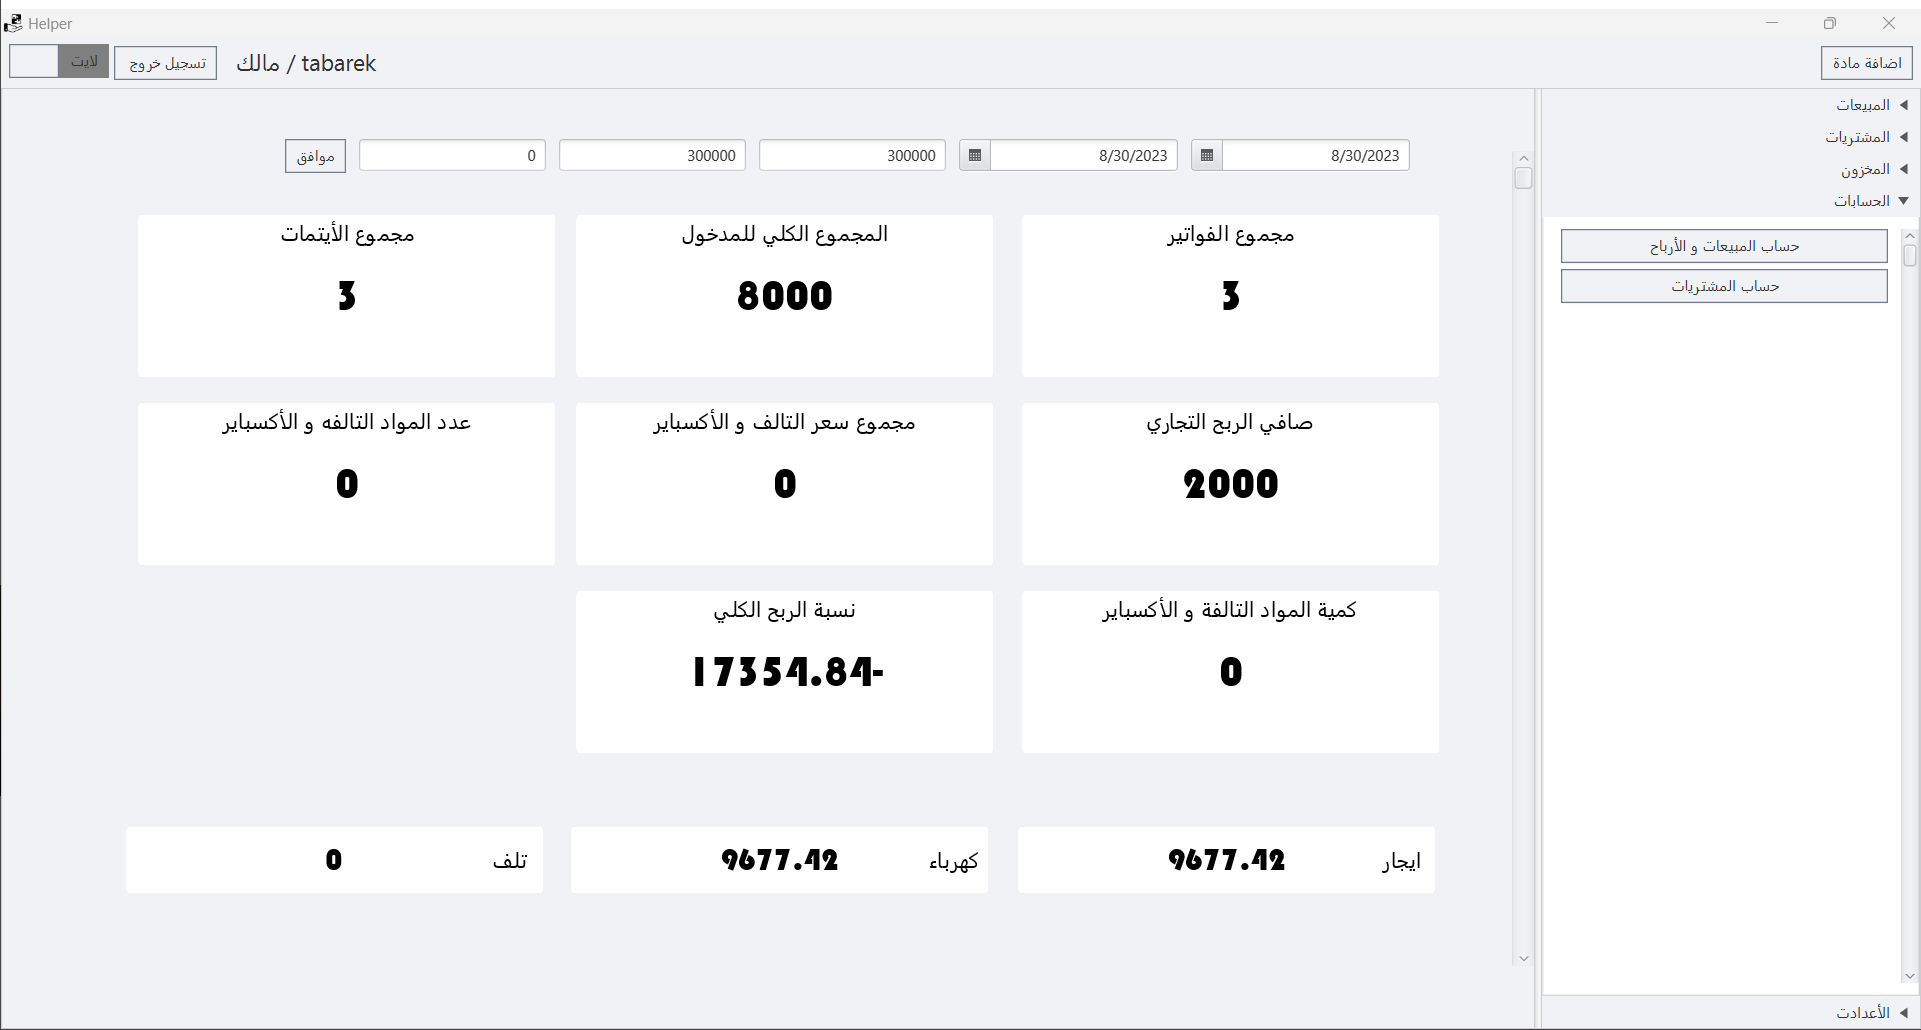 Helper
اضافة مادة
tabarek / مالك
تسجيل خروج
لايت
المبيعات
المشتريات
المخزون
الحسابات
حساب المبيعات و الأرباح
حساب المشتريات
الأعدادت
8/30/2023
8/30/2023
300000
300000
0
موافق
مجموع الفواتير
3
المجموع الكلي للمدخول
8000
مجموع الأيتمات
3
صافي الربح التجاري
2000
مجموع سعر التالف و الأكسباير
0
عدد المواد التالفه و الأكسباير
0
كمية المواد التالفة و الأكسباير
0
نسبة الربح الكلي
17354.84-
ايجار
9677.42
كهرباء
9677.42
تلف
0